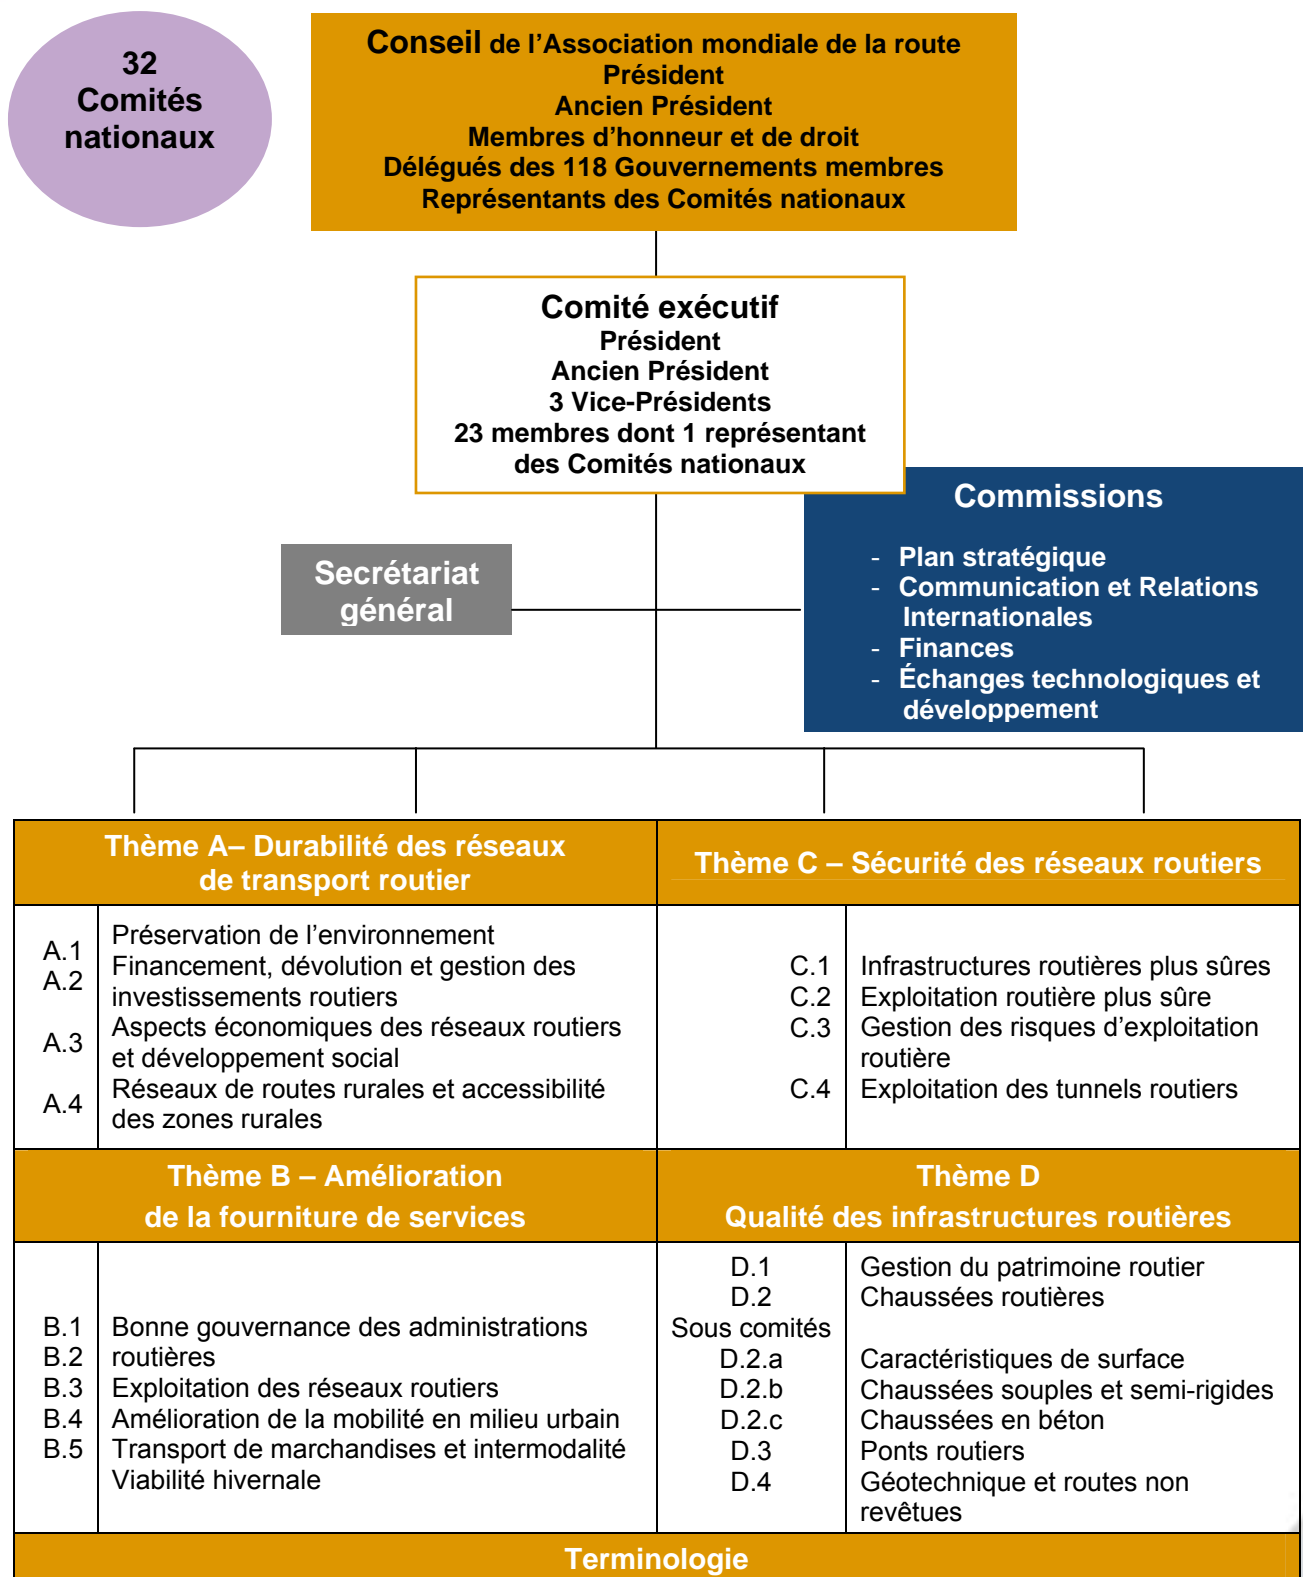 32
Comités
nationaux
Conseil de l’Association mondiale de la route
Président
Ancien Président
Membres d’honneur et de droit
Délégués des 118 Gouvernements membres
Représentants des Comités nationaux
Comité exécutif
Président
Ancien Président
3 Vice-Présidents
23 membres dont 1 représentant
des Comités nationaux
Secrétariat
général
Commissions
- Plan stratégique
- Communication et Relations
Internationales
- Finances
- Échanges technologiques et
développement
Thème A– Durabilité des réseaux
de transport routier
A.1
A.2
A.3
A.4
Préservation de l’environnement
Financement, dévolution et gestion des
investissements routiers
Aspects économiques des réseaux routiers
et développement social
Réseaux de routes rurales et accessibilité
des zones rurales
Thème C – Sécurité des réseaux routiers
C.1 Infrastructures routières plus sûres
C.2 Exploitation routière plus sûre
C.3 Gestion des risques d’exploitation
routière
C.4 Exploitation des tunnels routiers
Thème B – Amélioration
de la fourniture de services
B.1 Bonne gouvernance des administrations
B.2 routières
B.3 Exploitation des réseaux routiers
B.4 Amélioration de la mobilité en milieu urbain
B.5 Transport de marchandises et intermodalité
Viabilité hivernale
Thème D
Qualité des infrastructures routières
D.1 Gestion du patrimoine routier
D.2 Chaussées routières
Sous comités
D.2.a Caractéristiques de surface
D.2.b Chaussées souples et semi-rigides
D.2.c Chaussées en béton
D.3 Ponts routiers
D.4 Géotechnique et routes non
revêtues
Terminologie